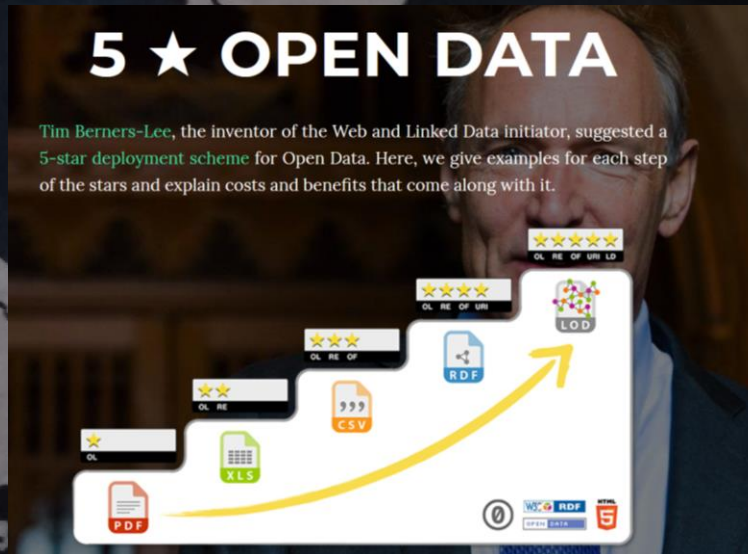 5 ★ OPEN DATA
Tim Berners-Lee, the inventor of the Web and Linked Data initiator, suggested a
5-star deployment scheme for Open Data. Here, we give examples for each step
of the stars and explain costs and benefits that come along with it.
OL RE OF URI LD
LOD
OL RE OF URI
RDF
OL RE OF
CSV
OL RE
XLS
OL
PDF
W3C RDF
OPEN DATA
HTML
5